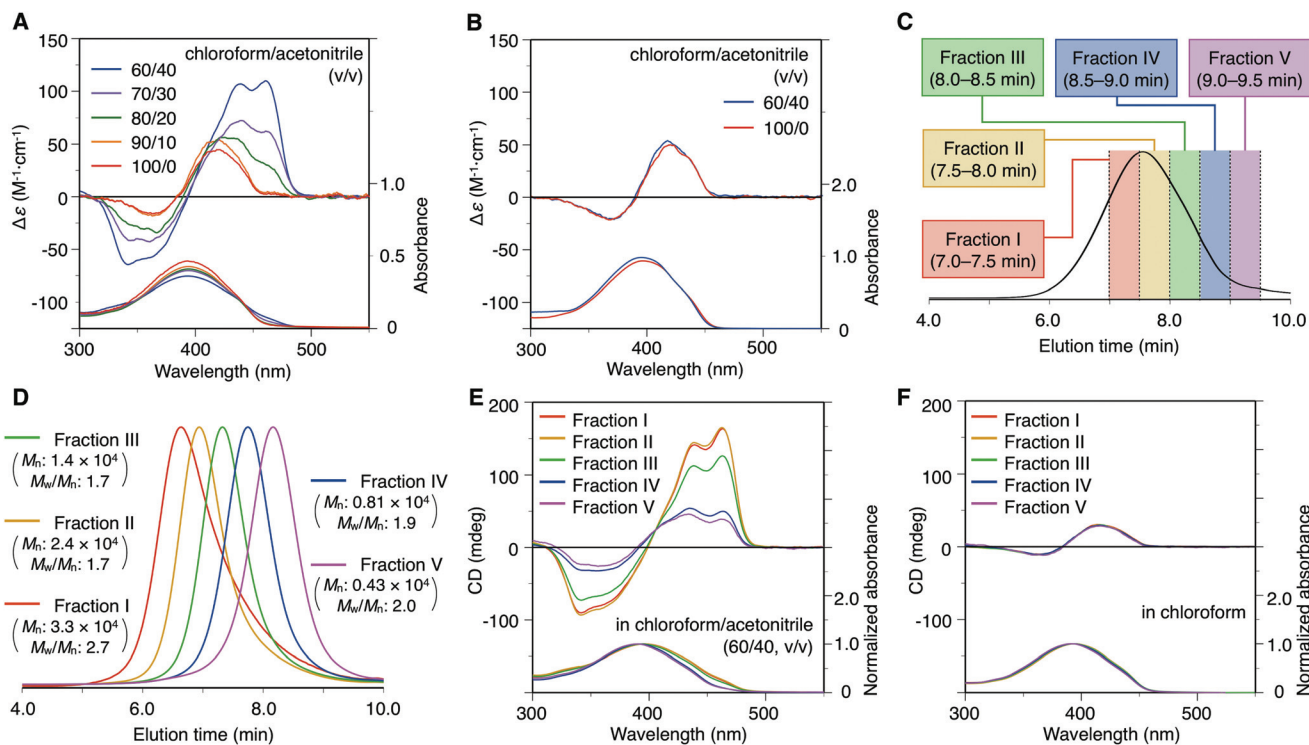 A
150
100
50
0
-50
-100
Δε (M⁻¹·cm⁻¹)
chloroform/acetonitrile
(v/v)
60/40
70/30
80/20
90/10
100/0
1.0
0.5
0
Absorbance
300
400
500
Wavelength (nm)
B
150
100
50
0
-50
-100
Δε (M⁻¹·cm⁻¹)
chloroform/acetonitrile
(v/v)
60/40
100/0
2.0
1.0
0
Absorbance
300
400
500
Wavelength (nm)
C
Fraction III
(8.0–8.5 min)
Fraction IV
(8.5–9.0 min)
Fraction V
(9.0–9.5 min)
Fraction II
(7.5–8.0 min)
Fraction I
(7.0–7.5 min)
4.0
6.0
8.0
10.0
Elution time (min)
D
Fraction III
(Mn: 1.4 × 10⁴
Mw/Mn: 1.7)
Fraction II
(Mn: 2.4 × 10⁴
Mw/Mn: 1.7)
Fraction I
(Mn: 3.3 × 10⁴
Mw/Mn: 2.7)
Fraction IV
(Mn: 0.81 × 10⁴
Mw/Mn: 1.9)
Fraction V
(Mn: 0.43 × 10⁴
Mw/Mn: 2.0)
4.0
6.0
8.0
10.0
Elution time (min)
E
200
100
0
-100
CD (mdeg)
Fraction I
Fraction II
Fraction III
Fraction IV
Fraction V
in chloroform/acetonitrile
(60/40, v/v)
2.0
1.0
0
Normalized absorbance
300
400
500
Wavelength (nm)
F
200
100
0
-100
CD (mdeg)
Fraction I
Fraction II
Fraction III
Fraction IV
Fraction V
in chloroform
2.0
1.0
0
Normalized absorbance
300
400
500
Wavelength (nm)